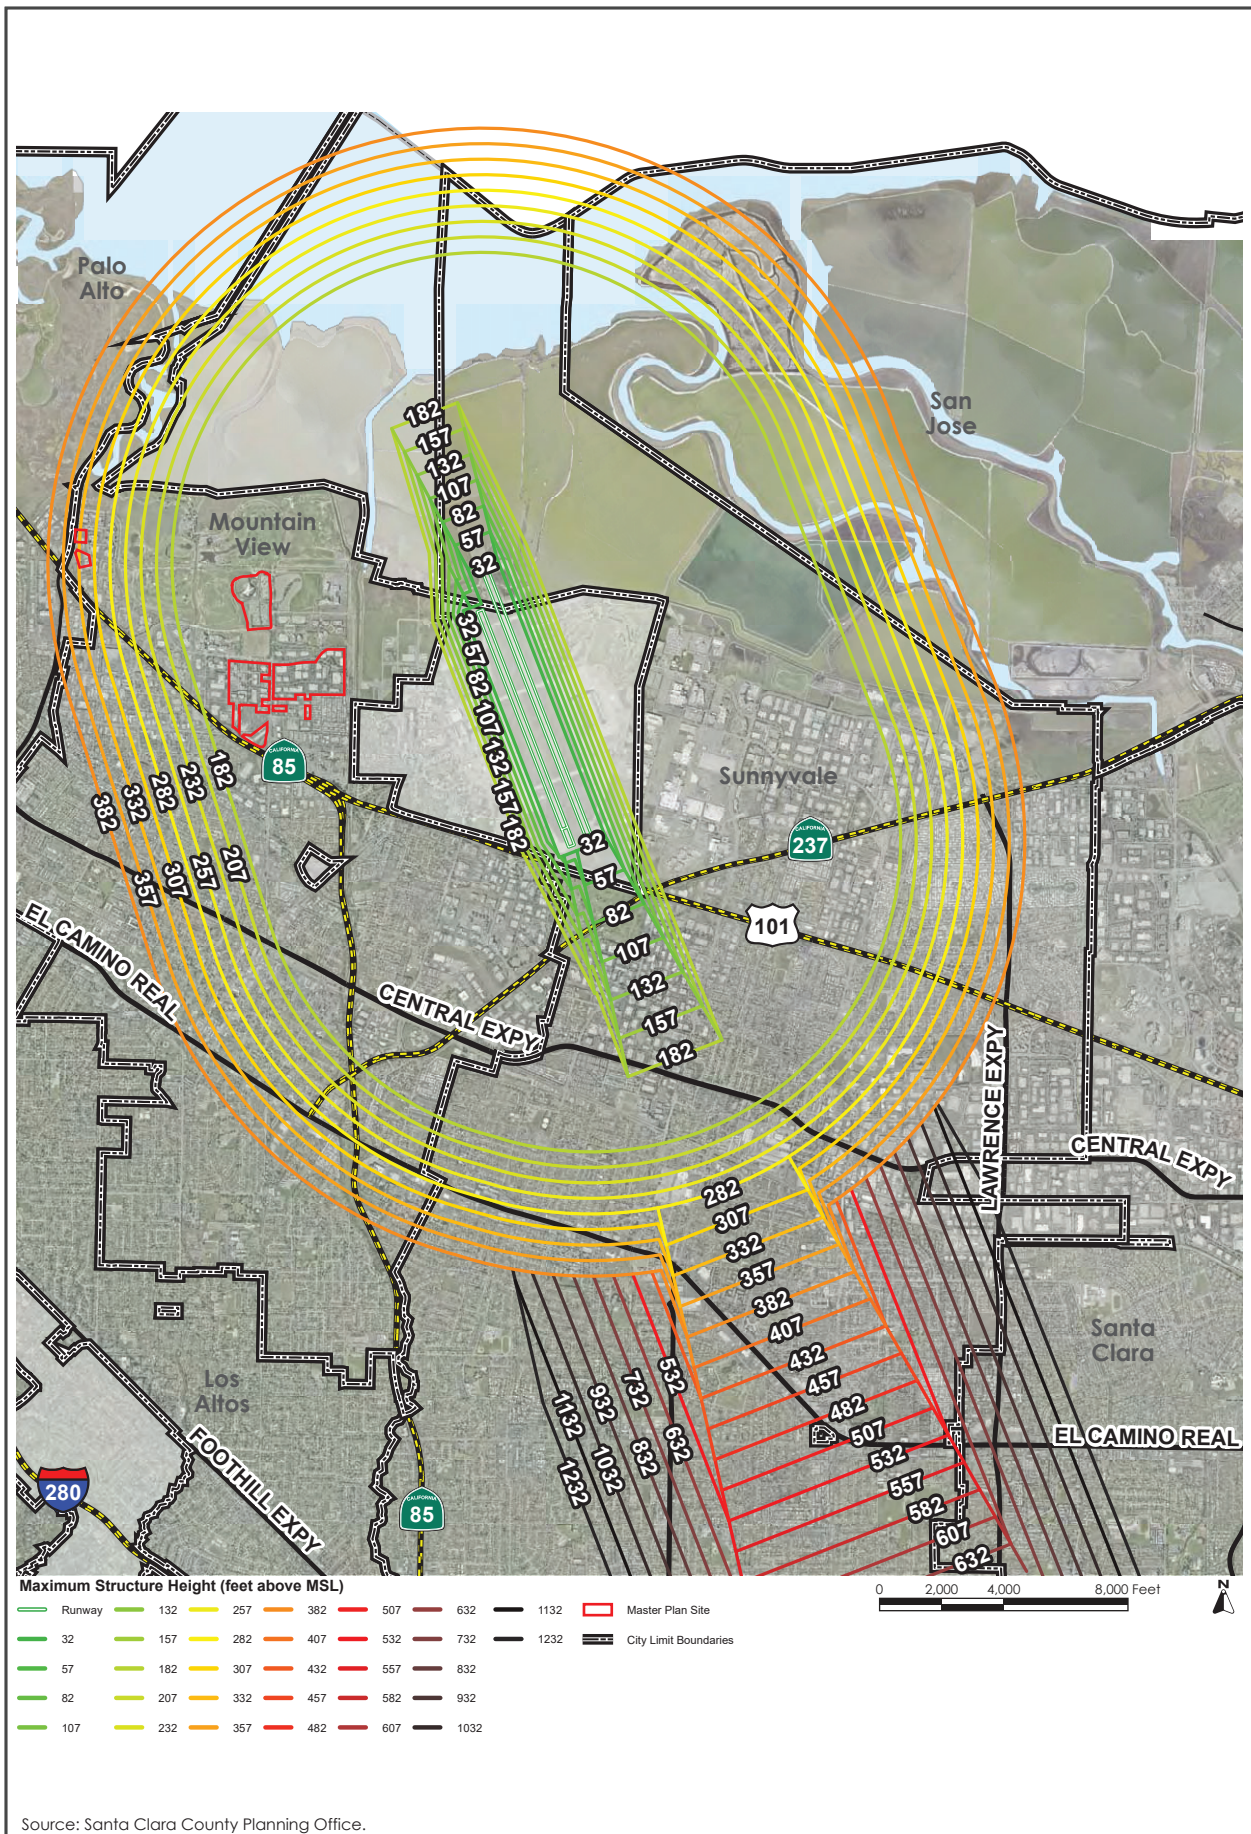 Palo
Alto
San
Jose
Mountain
View
Sunnyvale
Santa
Clara
Los
Altos
182
157
132
107
82
57
32
32
57
82
107
132
157
182
32
57
82
107
132
157
182
182
232
282
332
382
207
257
307
357
CALIFORNIA
85
CALIFORNIA
237
101
EL CAMINO REAL
CENTRAL EXPY
LAWRENCE EXPY
CENTRAL EXPY
282
307
332
357
382
407
432
457
482
507
532
557
582
607
632
532
632
732
832
932
1032
1132
1232
EL CAMINO REAL
FOOTHILL EXPY
280
CALIFORNIA
85
Maximum Structure Height (feet above MSL)
Runway 132 257 382 507 632 1132 Master Plan Site
32 157 282 407 532 732 1232 City Limit Boundaries
57 182 307 432 557 832
82 207 332 457 582 932
107 232 357 482 607 1032
0 2,000 4,000 8,000 Feet
N
Source: Santa Clara County Planning Office.